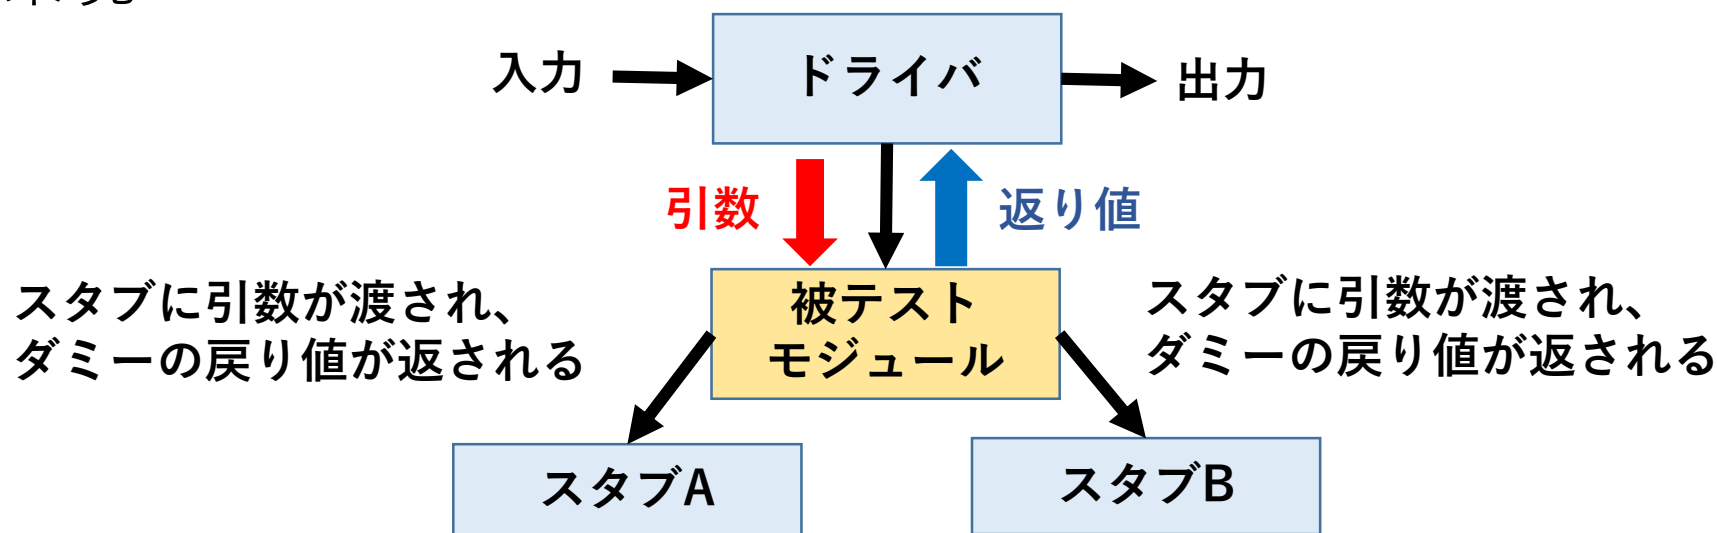 入力
ドライバ
出力
引数
返り値
スタブに引数が渡され、
ダミーの戻り値が返される
被テスト
モジュール
スタブに引数が渡され、
ダミーの戻り値が返される
スタブA
スタブB